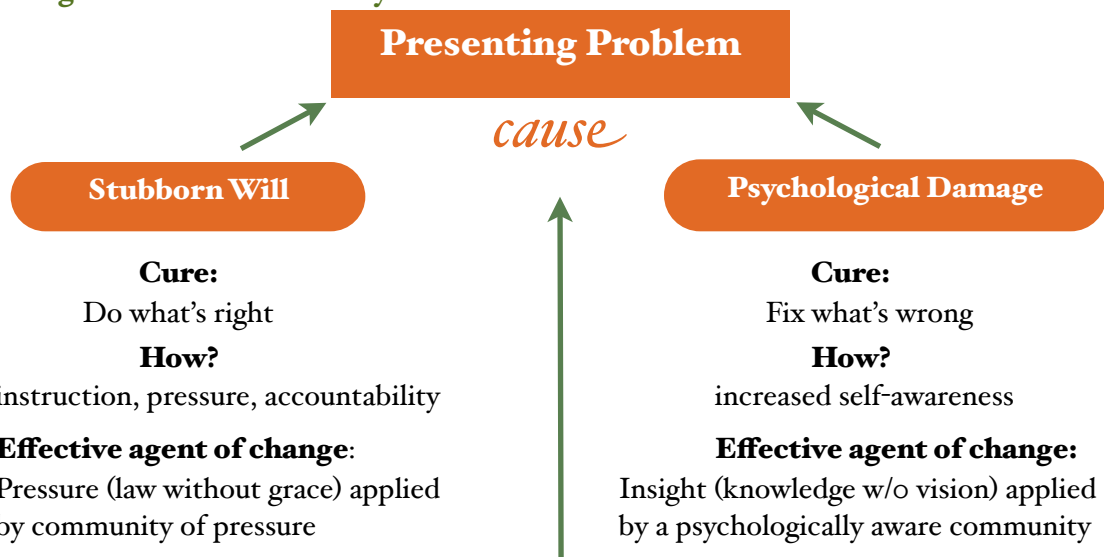 Presenting Problem
cause
Stubborn Will
Cure:
Do what's right
How?
instruction, pressure, accountability
Effective agent of change:
Pressure (law without grace) applied
by community of pressure
Psychological Damage
Cure:
Fix what's wrong
How?
increased self-awareness
Effective agent of change:
Insight (knowledge w/o vision) applied
by a psychologically aware community